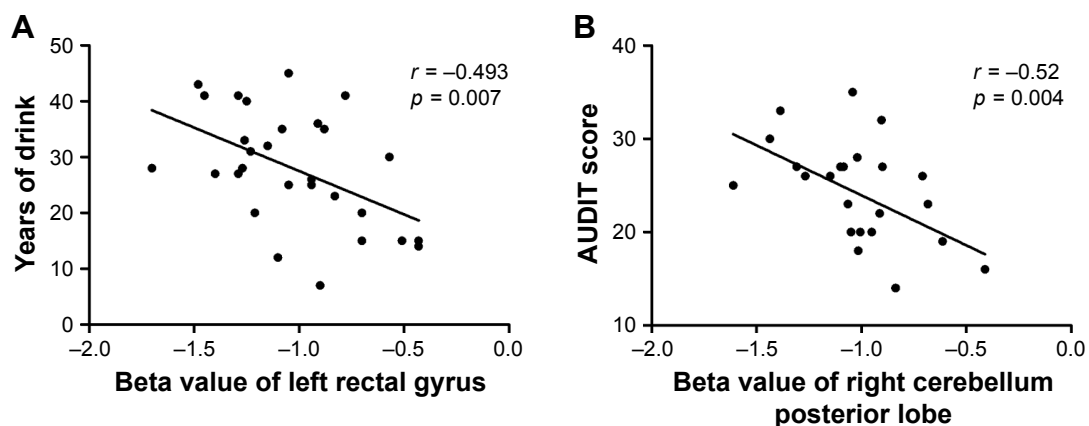 A
50
40
30
20
10
0
Years of drink
r = –0.493
p = 0.007
–2.0 –1.5 –1.0 –0.5 0.0
Beta value of left rectal gyrus
B
40
30
20
10
AUDIT score
r = –0.52
p = 0.004
–2.0 –1.5 –1.0 –0.5 0.0
Beta value of right cerebellum
posterior lobe